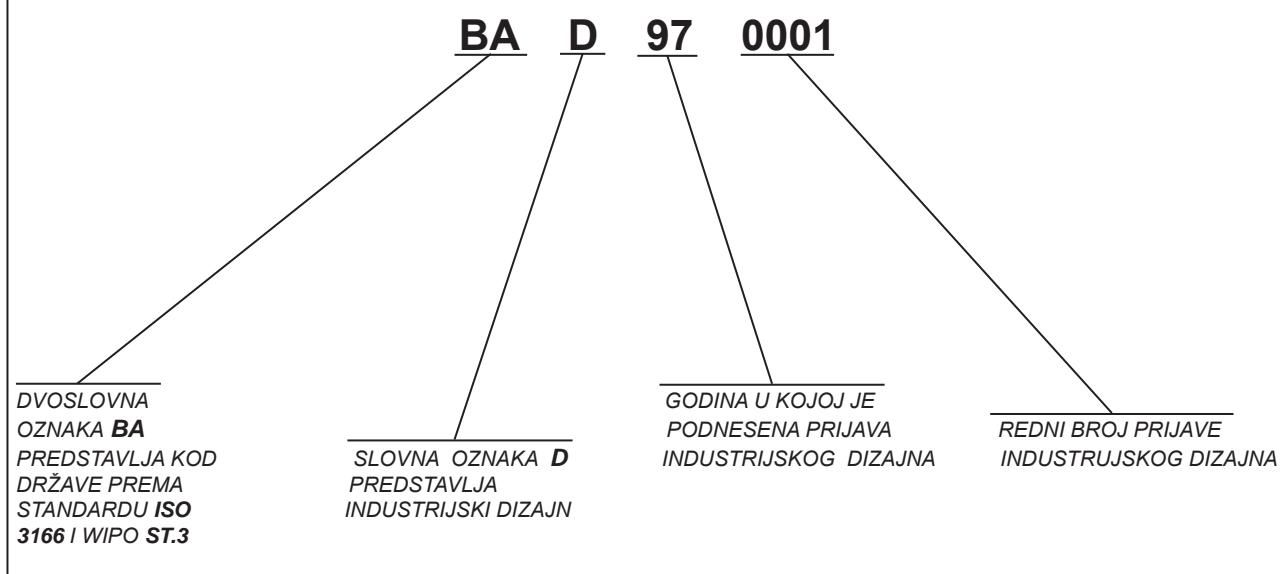 BA D 97 0001
DVOSLOVNA
OZNAKA BA
PREDSTAVLJA KOD
DRŽAVE PREMA
STANDARDU ISO
3166 I WIPO ST.3
SLOVNA OZNAKA D
PREDSTAVLJA
INDUSTRIJSKI DIZAJN
GODINA U KOJOJ JE
PODNESENA PRIJAVA
INDUSTRIJSKOG DIZAJNA
REDNI BROJ PRIJAVE
INDUSTRUJSKOG DIZAJNA